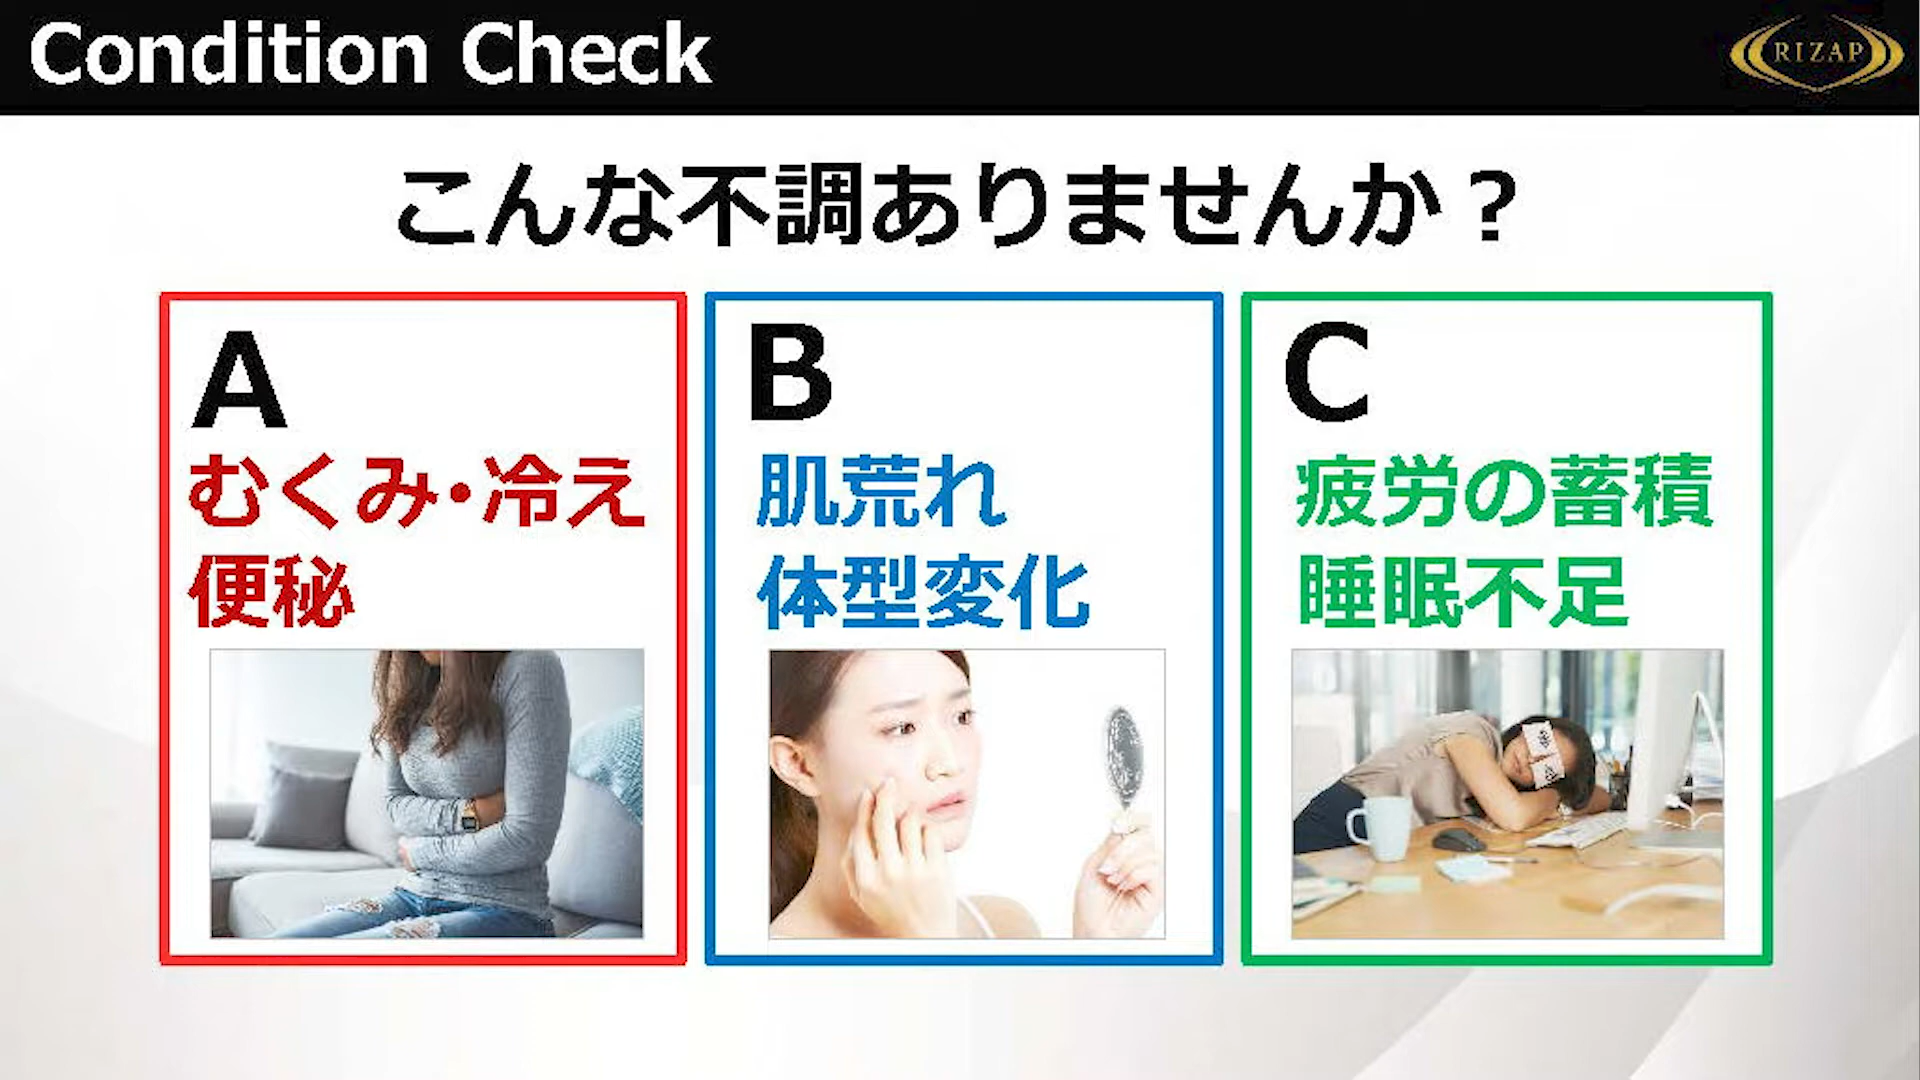 Condition Check
RIZAP
こんな不調ありませんか？
A
むくみ・冷え
便秘
B
肌荒れ
体型変化
C
疲労の蓄積
睡眠不足